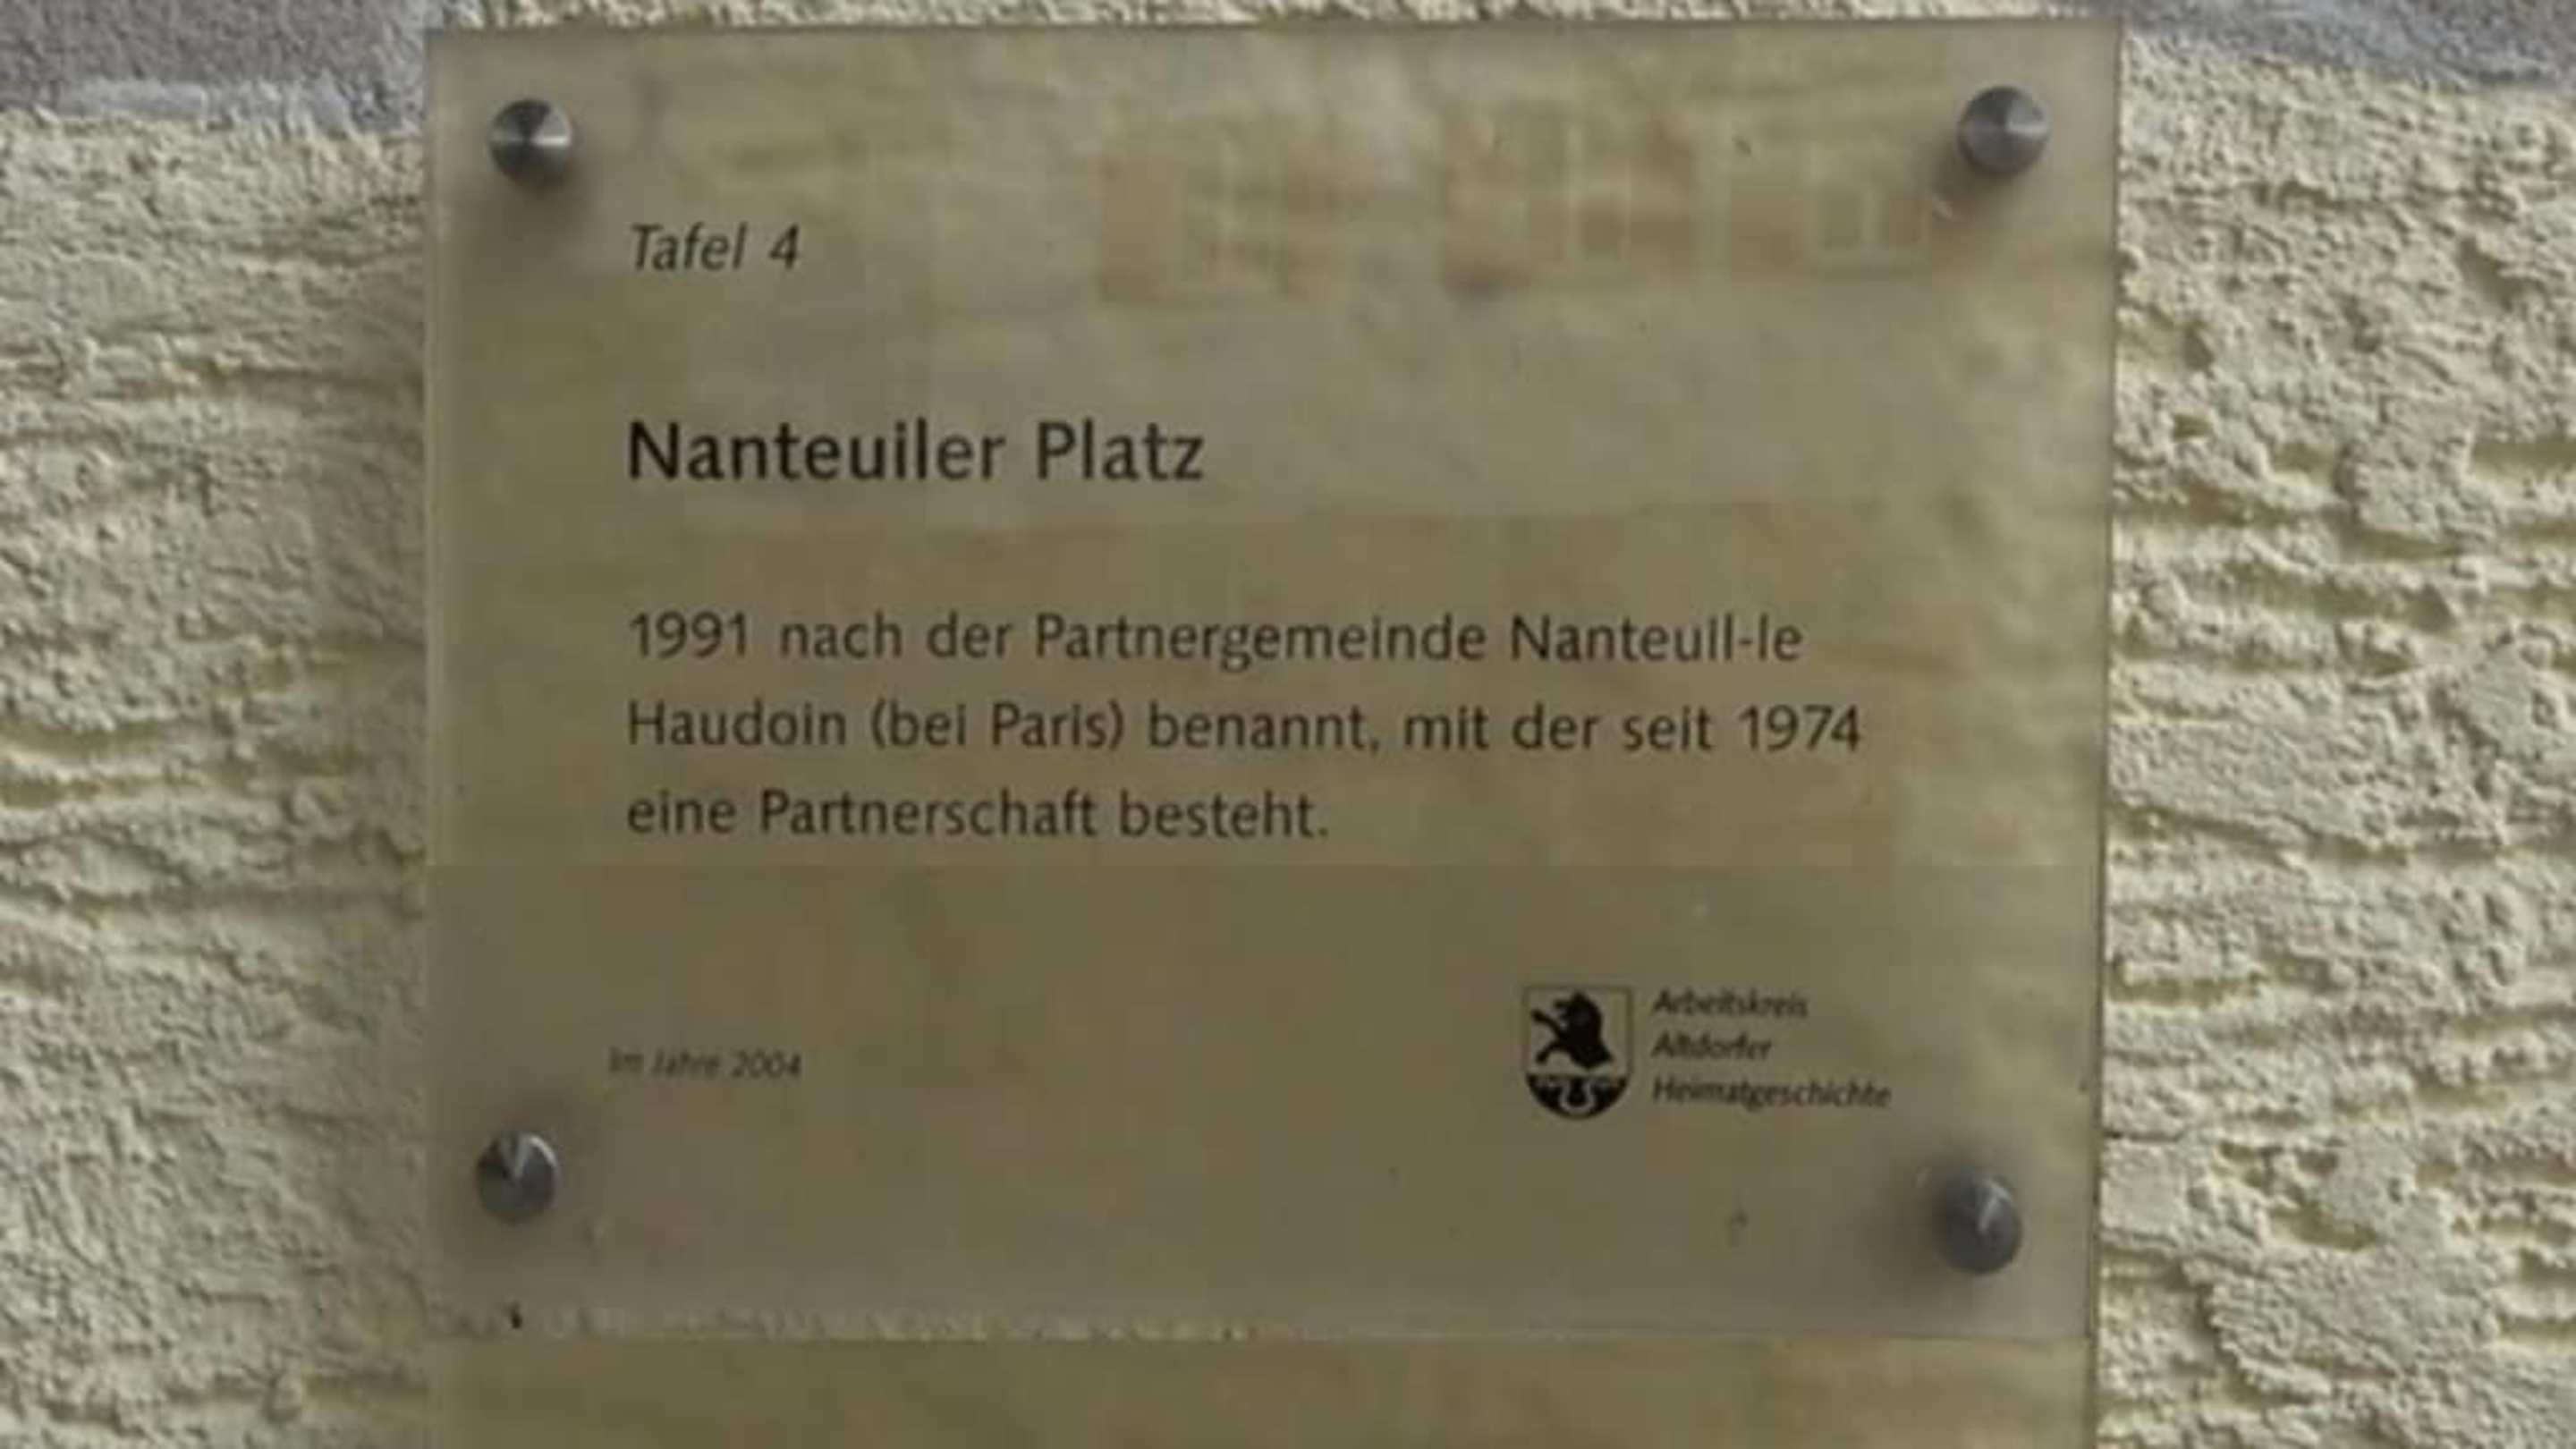 Tafel 4
Nanteuiler Platz
1991 nach der Partnergemeinde Nanteuil-le
Haudoin (bei Paris) benannt, mit der seit 1974
eine Partnerschaft besteht.
Im Jahre 2004
Arbeitskreis
Altdorfer
Heimatgeschichte